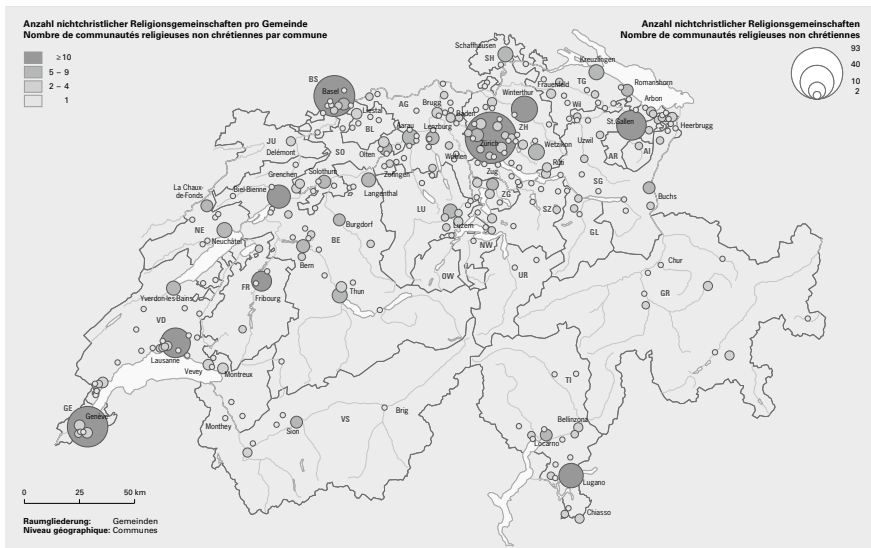 Anzahl nichtchristlicher Religionsgemeinschaften pro Gemeinde
Nombre de communautés religieuses non chrétiennes par commune
≥ 10
5 – 9
2 – 4
1
Anzahl nichtchristlicher Religionsgemeinschaften
Nombre de communautés religieuses non chrétiennes
93
40
10
2
Schaffhausen
SH
Kreuzlingen
BS
Basel
Winterthur
Frauenfeld
TG
Romanshorn
Arbon
AG
Brugg
Baden
Wil
Liestal
BL
Aarau
Lenzburg
ZH
St.Gallen
Heerbrugg
JU
Delémont
SO
Olten
Wohlen
Zürich
Wetzikon
Uzwil
AR
AI
Rüti
Grenchen
Solothurn
Zofingen
Zug
ZG
SG
La Chaux-
de-Fonds
Biel-Bienne
Langenthal
LU
SZ
Buchs
NE
Neuchâtel
Burgdorf
BE
Luzern
GL
Bern
NW
OW
UR
Chur
GR
FR
Fribourg
Thun
Yverdon-les-Bains
VD
Lausanne
Vevey
Montreux
TI
GE
Genève
Monthey
Sion
VS
Brig
Bellinzona
Locarno
Lugano
Chiasso
0 25 50 km
Raumgliederung: Gemeinden
Niveau géographique: Communes